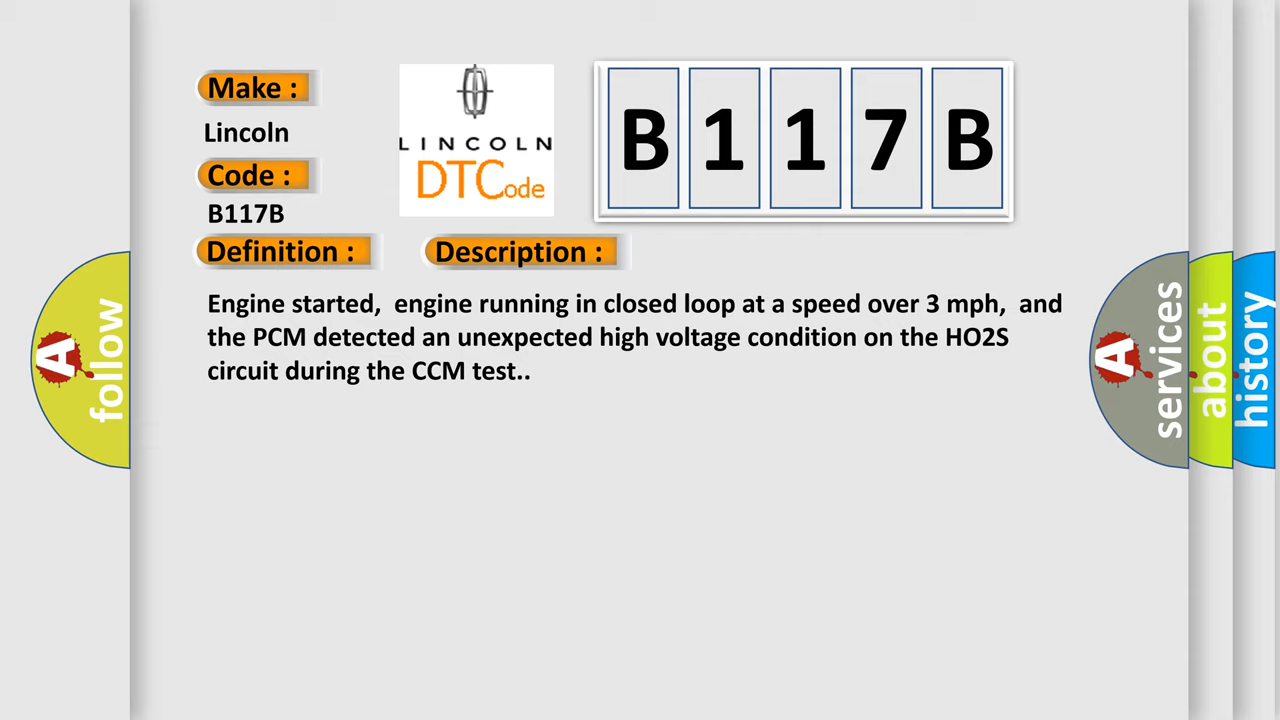 Make :
Lincoln
Code :
B117B
Definition :
Description :
Engine started, engine running in closed loop at a speed over 3 mph, and
the PCM detected an unexpected high voltage condition on the HO2S
circuit during the CCM test..
LINCOLN
DTCode
B 1 1 7 B
A follow
A services
about
history